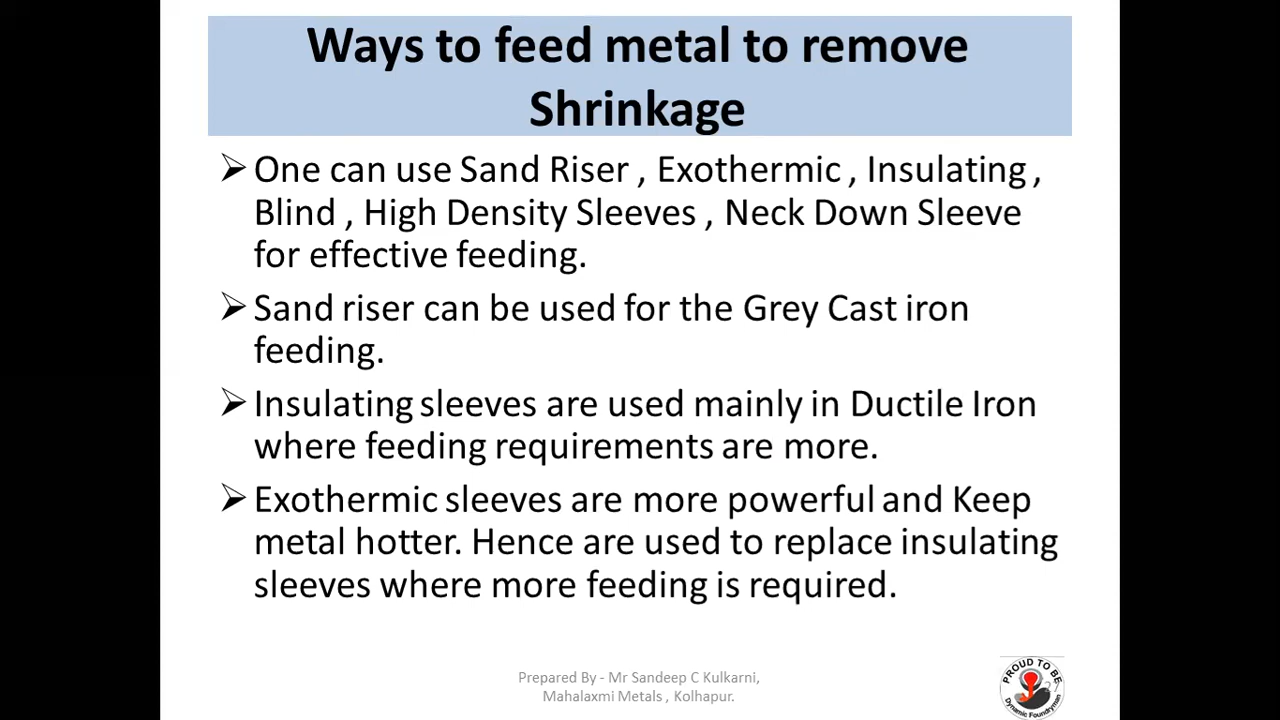 Ways to feed metal to remove
Shrinkage
➢ One can use Sand Riser , Exothermic , Insulating ,
Blind , High Density Sleeves , Neck Down Sleeve
for effective feeding.
➢ Sand riser can be used for the Grey Cast iron
feeding.
➢ Insulating sleeves are used mainly in Ductile Iron
where feeding requirements are more.
➢ Exothermic sleeves are more powerful and Keep
metal hotter. Hence are used to replace insulating
sleeves where more feeding is required.
Prepared By - Mr Sandeep C Kulkarni,
Mahalaxmi Metals , Kolhapur.
PROUD TO BE
Dynamic Foundryman